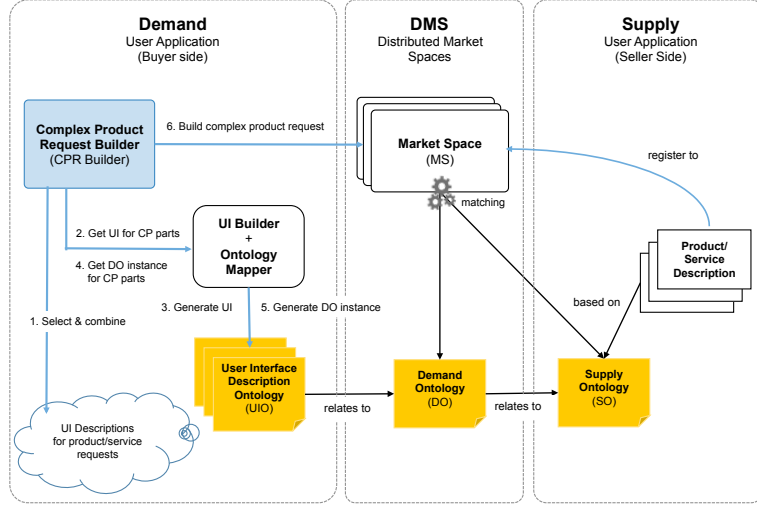 Demand
User Application
(Buyer side)
DMS
Distributed Market
Spaces
Supply
User Application
(Seller Side)
Complex Product
Request Builder
(CPR Builder)
6. Build complex product request
Market Space
(MS)
register to
matching
2. Get UI for CP parts
4. Get DO instance
for CP parts
UI Builder
+
Ontology
Mapper
Product/
Service
Description
3. Generate UI
5. Generate DO instance
based on
1. Select & combine
User Interface
Description
Ontology
(UIO)
relates to
Demand
Ontology
(DO)
relates to
Supply
Ontology
(SO)
UI Descriptions
for product/service
requests